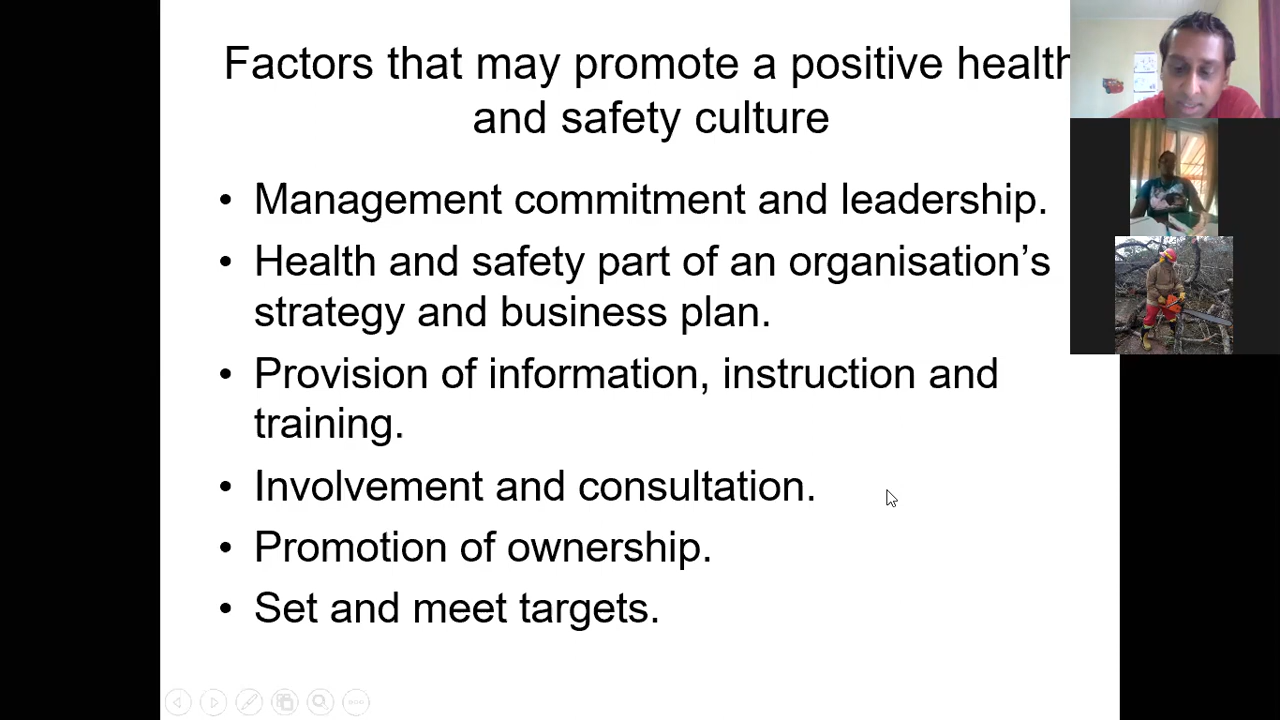 Factors that may promote a positive health
and safety culture
• Management commitment and leadership.
• Health and safety part of an organisation’s
strategy and business plan.
• Provision of information, instruction and
training.
• Involvement and consultation.
• Promotion of ownership.
• Set and meet targets.